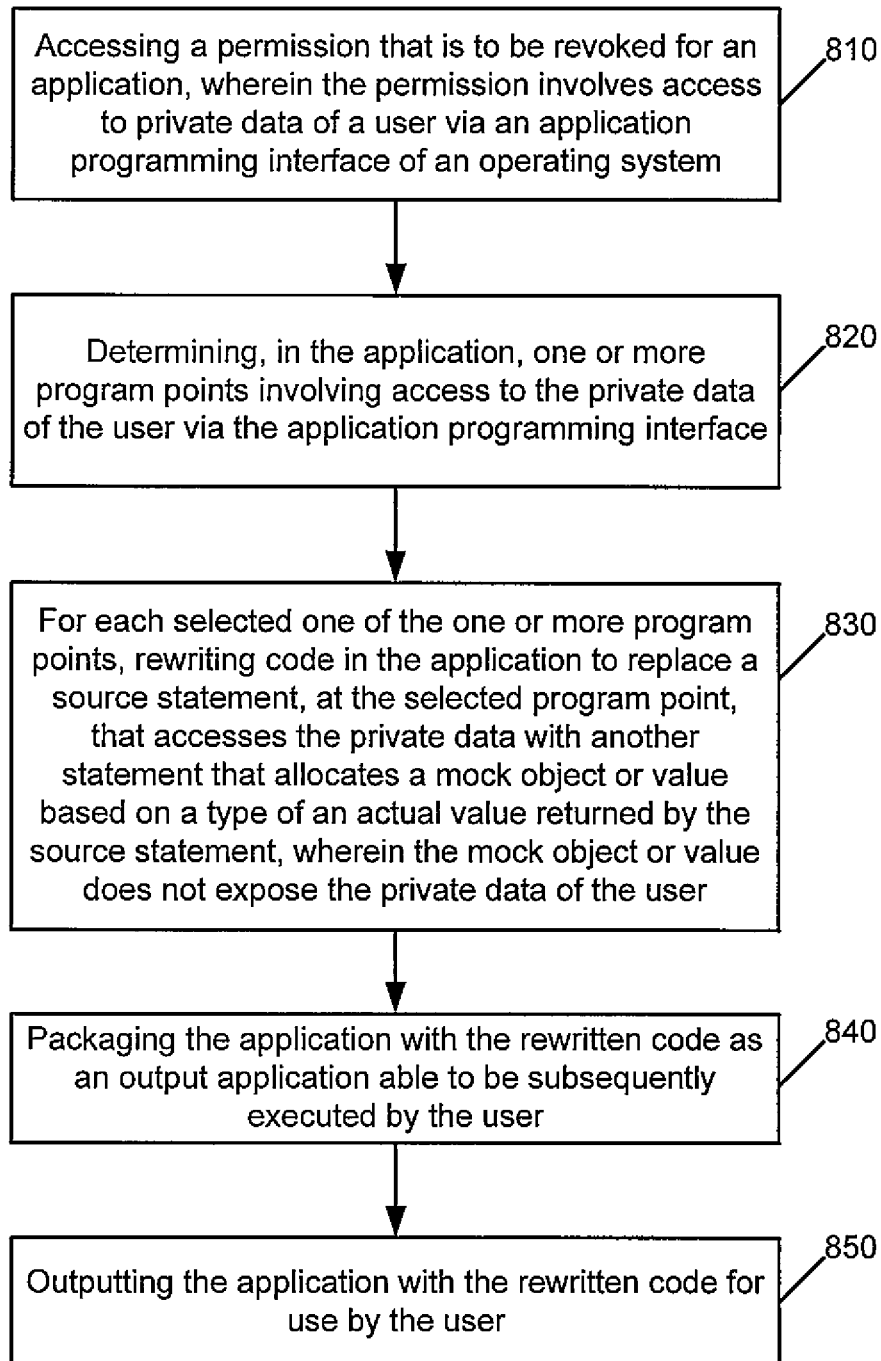 Accessing a permission that is to be revoked for an
application, wherein the permission involves access
to private data of a user via an application
programming interface of an operating system
810
Determining, in the application, one or more
program points involving access to the private data
of the user via the application programming interface
820
For each selected one of the one or more program
points, rewriting code in the application to replace a
source statement, at the selected program point,
that accesses the private data with another
statement that allocates a mock object or value
based on a type of an actual value returned by the
source statement, wherein the mock object or value
does not expose the private data of the user
830
Packaging the application with the rewritten code as
an output application able to be subsequently
executed by the user
840
Outputting the application with the rewritten code for
use by the user
850